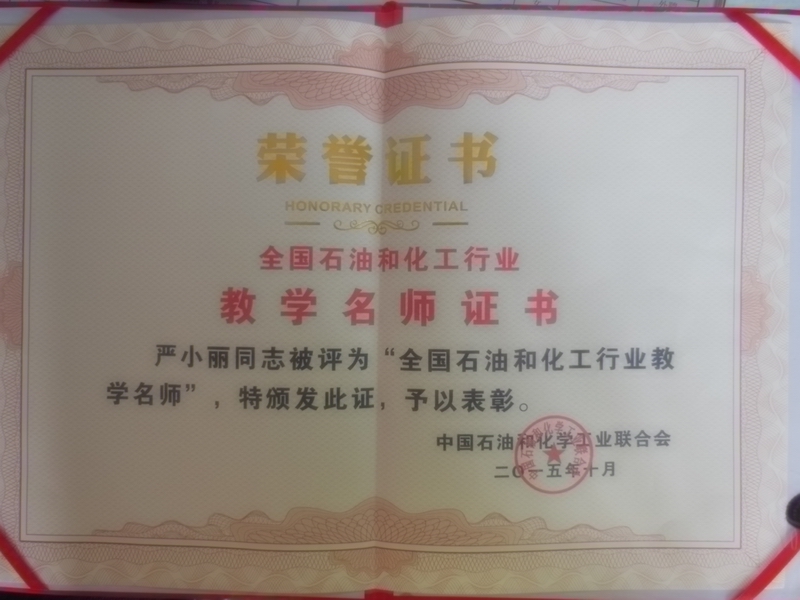 荣誉证书
HONORARY CREDENTIAL
全国石油和化工行业
教学名师证书
严小丽同志被评为“全国石油和化工行业教
学名师”，特颁发此证，予以表彰。
中国石油和化学工业联合会
二〇一五年十月